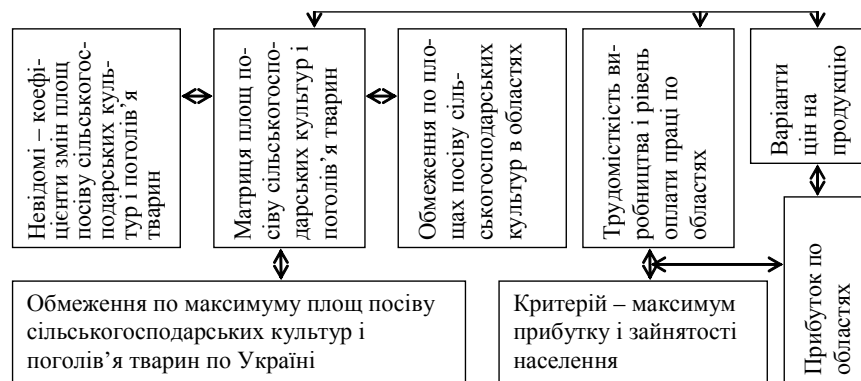 Невідомі – коефі-
цієнти змін площ
посіву сільськогос-
подарських куль-
тур і поголів’я
тварин
Матриця площ по-
сіву сільськогоспо-
дарських культур і
поголів’я тварин
Обмеження по пло-
щах посіву сіль-
ськогосподарських
культур в областях
Трудомісткість ви-
робництва і рівень
оплати праці по
областях
Варіанти
цін на
продукцію
Обмеження по максимуму площ посіву
сільськогосподарських культур і
поголів’я тварин по Україні
Критерій – максимум
прибутку і зайнятості
населення
Прибуток по
областях